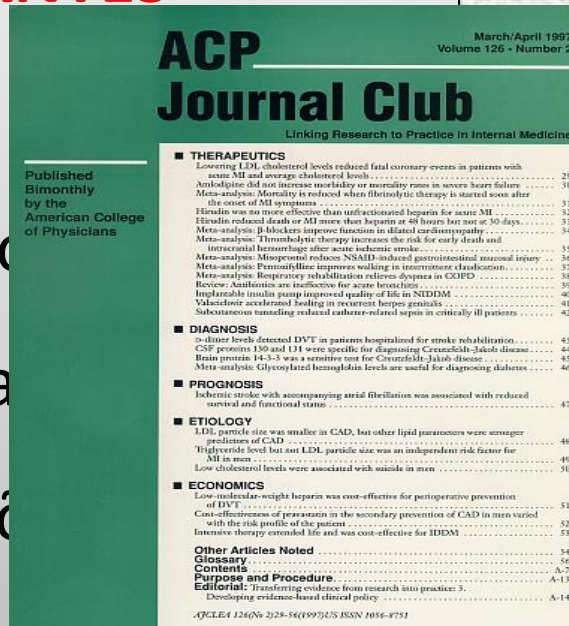 ACP
Journal Club
March/April 1997
Volume 126 • Number 2
Linking Research to Practice in Internal Medicine
Published
Bimonthly
by the
American College
of Physicians
■ THERAPEUTICS
Lowering LDL cholesterol levels reduced fatal coronary events in patients with
acute MI and average cholesterol levels
Amlodipine did not increase morbidity or mortality rates in severe heart failure
Meta-analysis: Mortality is reduced when fibrinolytic therapy is started soon after
the onset of MI symptoms
Hirudin was no more effective than unfractionated heparin for acute MI
Hirudin reduced death or MI more than heparin at 48 hours but not at 30 days
Meta-analysis: β-blockers improve function in dilated cardiomyopathy
Meta-analysis: Thrombolytic therapy increases the risk for early death and
intracranial hemorrhage after acute ischemic stroke
Meta-analysis: Misoprostol reduces NSAID-induced gastrointestinal mucosal injury
Meta-analysis: Pentoxifylline improves walking in intermittent claudication
Meta-analysis: Respiratory rehabilitation relieves dyspnea in COPD
Review: Antibiotics are ineffective for acute bronchitis
Implantable insulin pump improved quality of life in NIDDM
Valaciclovir accelerated healing in recurrent herpes genitalis
Subcutaneous tunneling reduced catheter-related sepsis in critically ill patients
■ DIAGNOSIS
D-dimer levels detected DVT in patients hospitalized for stroke rehabilitation
CSF proteins 130 and 131 were specific for diagnosing Creutzfeldt–Jakob disease
Brain protein 14-3-3 was a sensitive test for Creutzfeldt–Jakob disease
Meta-analysis: Glycosylated hemoglobin levels are useful for diagnosing diabetes
■ PROGNOSIS
Ischemic stroke with accompanying atrial fibrillation was associated with reduced
survival and functional status
■ ETIOLOGY
LDL particle size was smaller in CAD, but other lipid parameters were stronger
predictors of CAD
Triglyceride level but not LDL particle size was an independent risk factor for
MI in men
Low cholesterol levels were associated with suicide in men
■ ECONOMICS
Low-molecular-weight heparin was cost-effective for perioperative prevention
of DVT
Cost-effectiveness of pravastatin in the secondary prevention of CAD in men varied
with the risk profile of the patient
Intensive therapy extended life and was cost-effective for IDDM
Other Articles Noted
Glossary
Contents
Purpose and Procedure
Editorial: Transferring evidence from research into practice: 3.
Developing evidence-based clinical policy
AJCLEA 126(No 2)29-56(1997)US ISSN 1056-8751